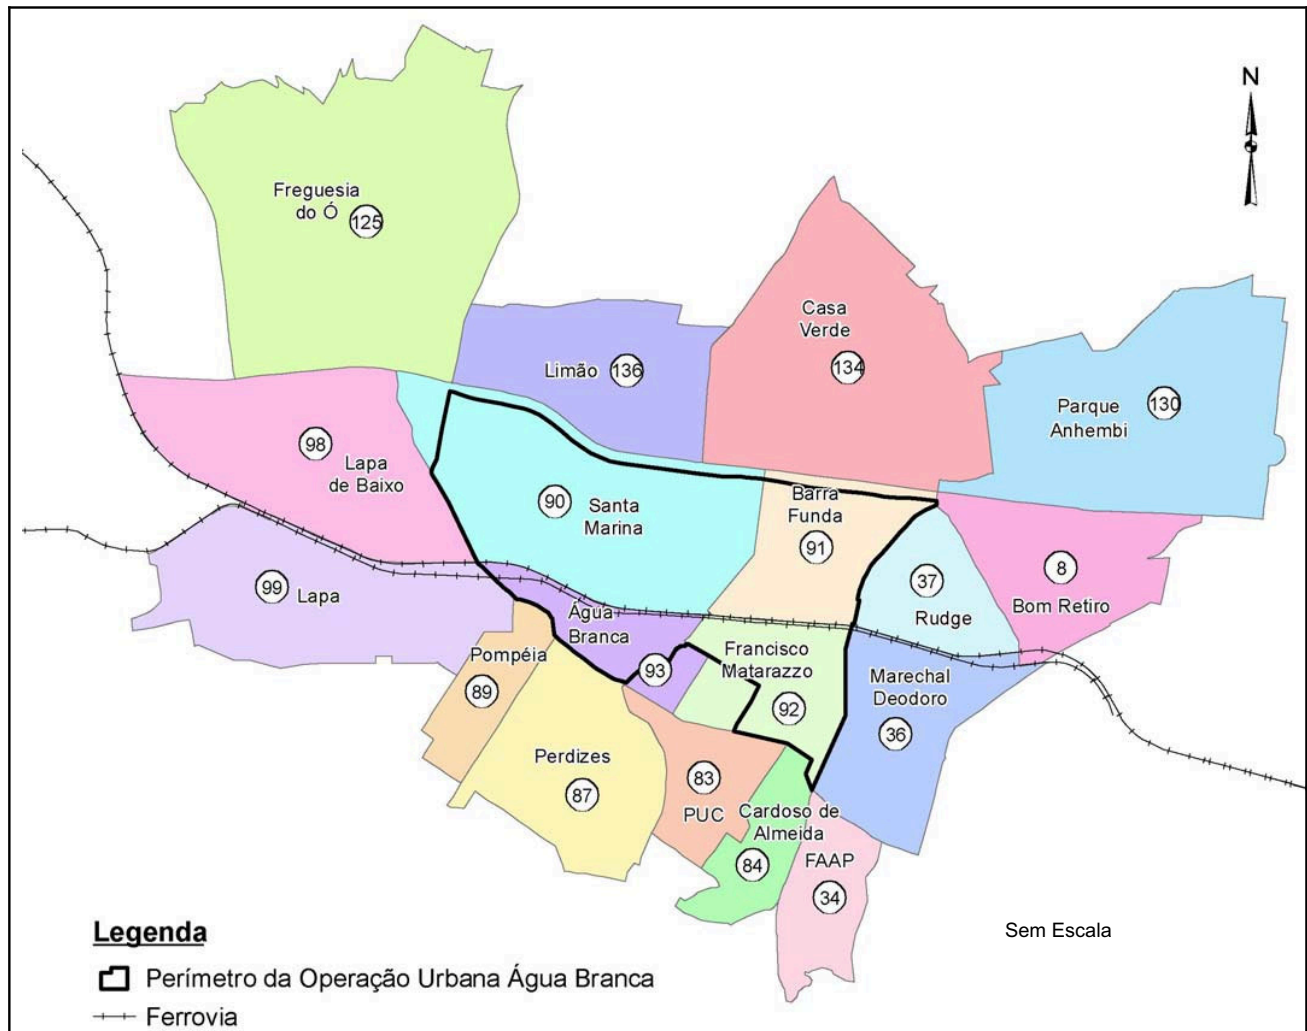 N
Freguesia
do Ó
125
Casa
Verde
134
Limão
136
Parque
Anhembi
130
98
Lapa
de Baixo
90
Santa
Marina
Barra
Funda
91
37
Rudge
8
Bom Retiro
99
Lapa
Água
Branca
93
Francisco
Matarazzo
92
Pompéia
89
Marechal
Deodoro
36
Perdizes
87
83
PUC
Cardoso de
Almeida
84
FAAP
34
Sem Escala
Legenda
Perímetro da Operação Urbana Água Branca
Ferrovia